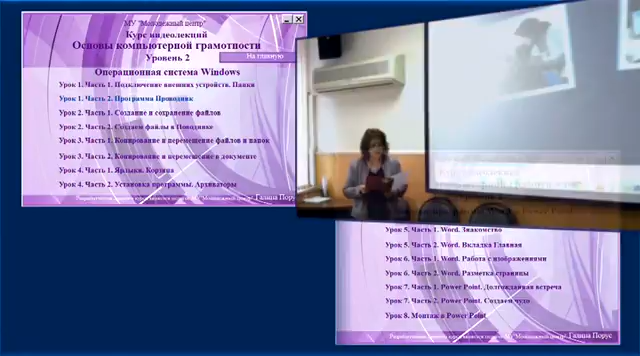 МУ "Молодежный центр"
Курс видеолекций
Основы компьютерной грамотности
Уровень 2
На главную
Операционная система Windows
Урок 1. Часть 1. Подключение внешних устройств. Папки
Урок 1. Часть 2. Программа Проводник
Урок 2. Часть 1. Создание и сохранение файлов
Урок 2. Часть 2. Создаем файлы в Поводнике
Урок 3. Часть 1. Копирование и перемещение файлов и папок
Урок 3. Часть 2. Копирование и перемещение в документе
Урок 4. Часть 1. Ярлыки. Корзина
Урок 4. Часть 2. Установка программы. Архиваторы
Галина Порус
Урок 5. Часть 1. Word. Знакомство
Урок 5. Часть 2. Word. Вкладка Главная
Урок 6. Часть 1. Word. Работа с изображениями
Урок 6. Часть 2. Word. Разметка страницы
Урок 7. Часть 1. Power Point. Долгожданная встреча
Урок 7. Часть 2. Power Point. Создаем чудо
Урок 8. Монтаж в Power Point
МУ "Молодежный центр" Галина Порус